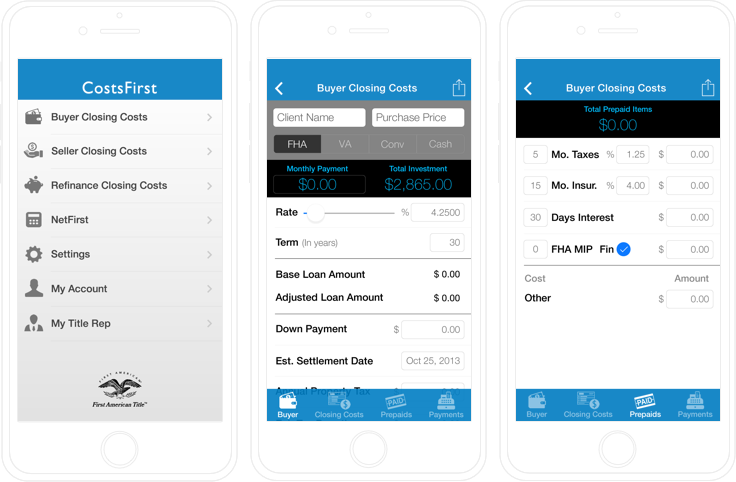 CostsFirst
Buyer Closing Costs
Seller Closing Costs
Refinance Closing Costs
NetFirst
Settings
My Account
My Title Rep
FIRST AMERICAN
First American Title™
Buyer Closing Costs
Client Name Purchase Price
FHA VA Conv Cash
Monthly Payment Total Investment
$0.00 $2,865.00
Rate % 4.2500
Term (In years) 30
Base Loan Amount $ 0.00
Adjusted Loan Amount $ 0.00
Down Payment $ 0.00
Est. Settlement Date Oct 25, 2013
Annual Property Tax $ 0.00
Buyer Closing Costs Prepaids Payments
Buyer Closing Costs
Total Prepaid Items
$0.00
5 Mo. Taxes % 1.25 $ 0.00
15 Mo. Insur. % 4.00 $ 0.00
30 Days Interest $ 0.00
0 FHA MIP Fin $ 0.00
Cost Amount
Other $ 0.00
PAID
PAID
Buyer Closing Costs Prepaids Payments